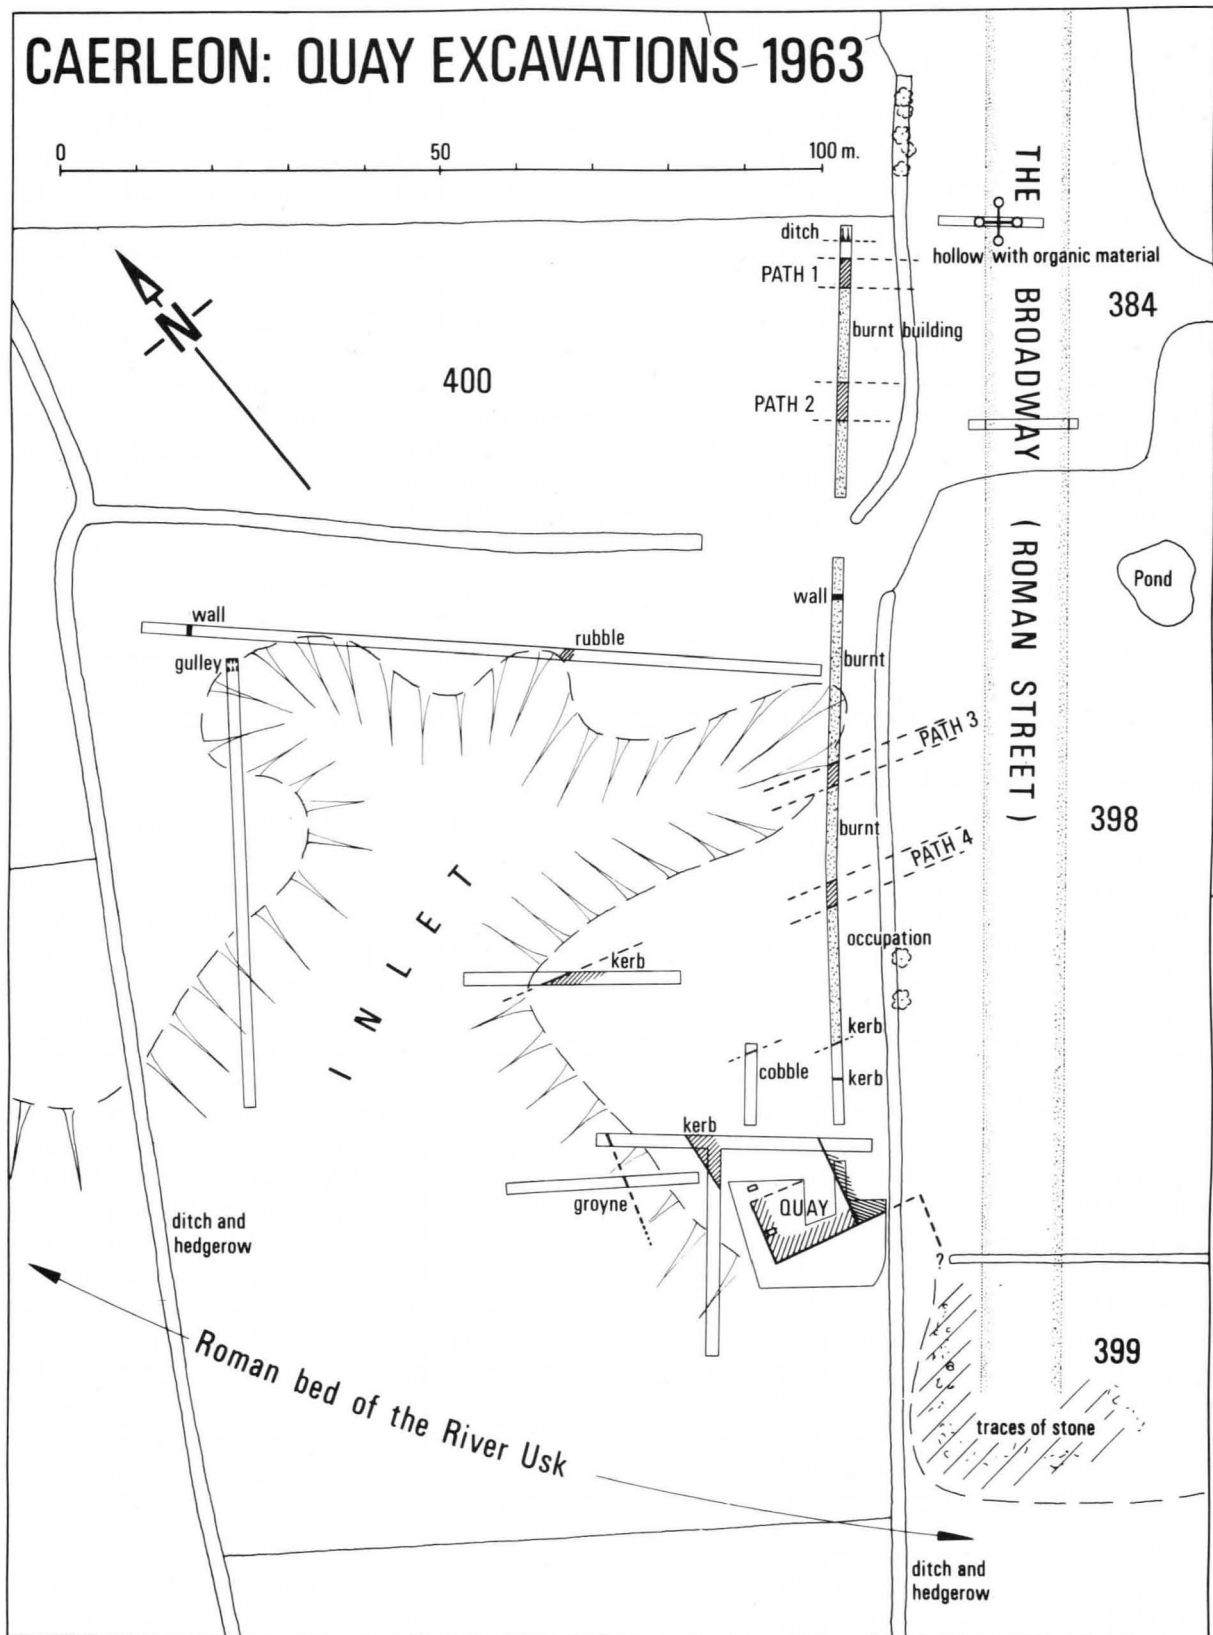 CAERLEON: QUAY EXCAVATIONS 1963
0 50 100 m.
N
ditch
PATH 1
burnt building
PATH 2
hollow with organic material
THE BROADWAY (ROMAN STREET)
384
400
Pond
wall
rubble
gulley
wall
burnt
PATH 3
burnt
PATH 4
398
occupation
INLET
kerb
kerb
cobble
kerb
kerb
QUAY
groyne
?
ditch and
hedgerow
Roman bed of the River Usk
399
traces of stone
ditch and
hedgerow